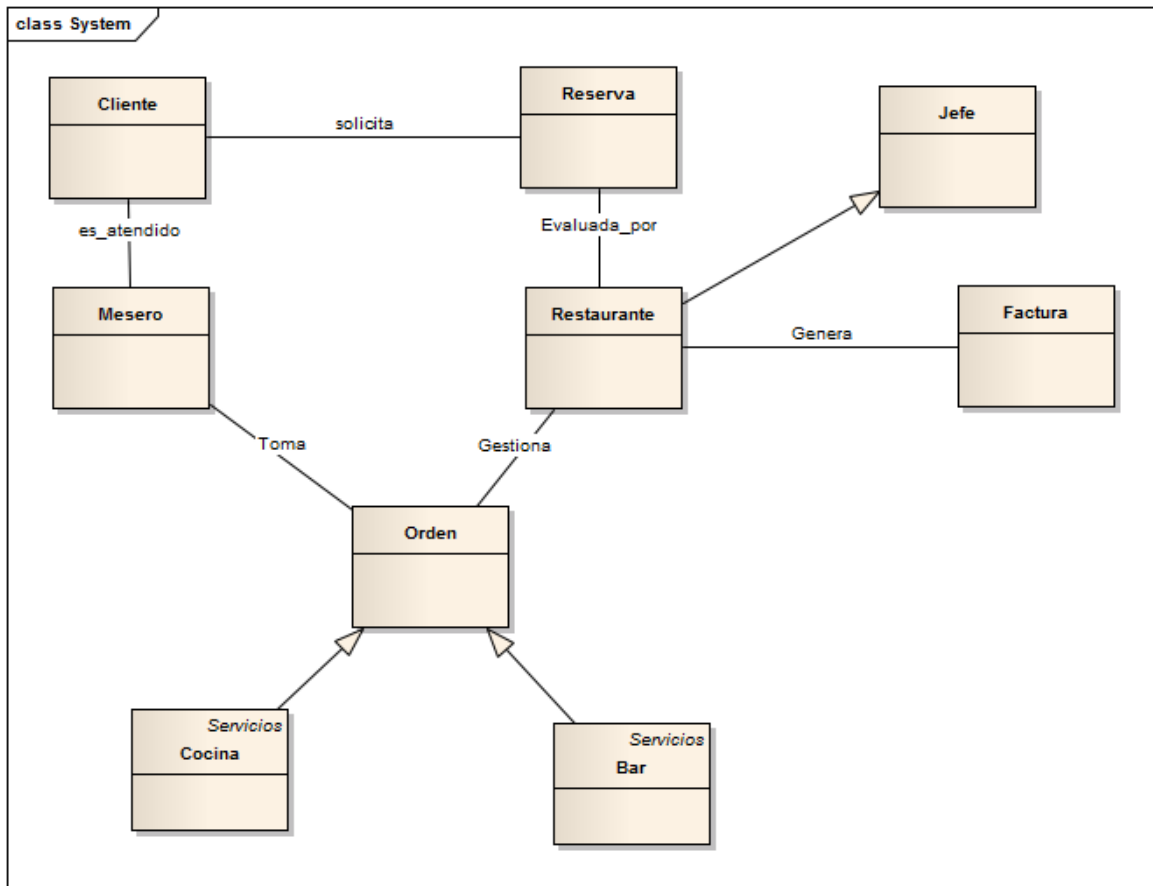 class System
Cliente
Reserva
Jefe
solicita
es_atendido
Evaluada_por
Mesero
Restaurante
Factura
Genera
Toma
Gestiona
Orden
Servicios
Cocina
Servicios
Bar